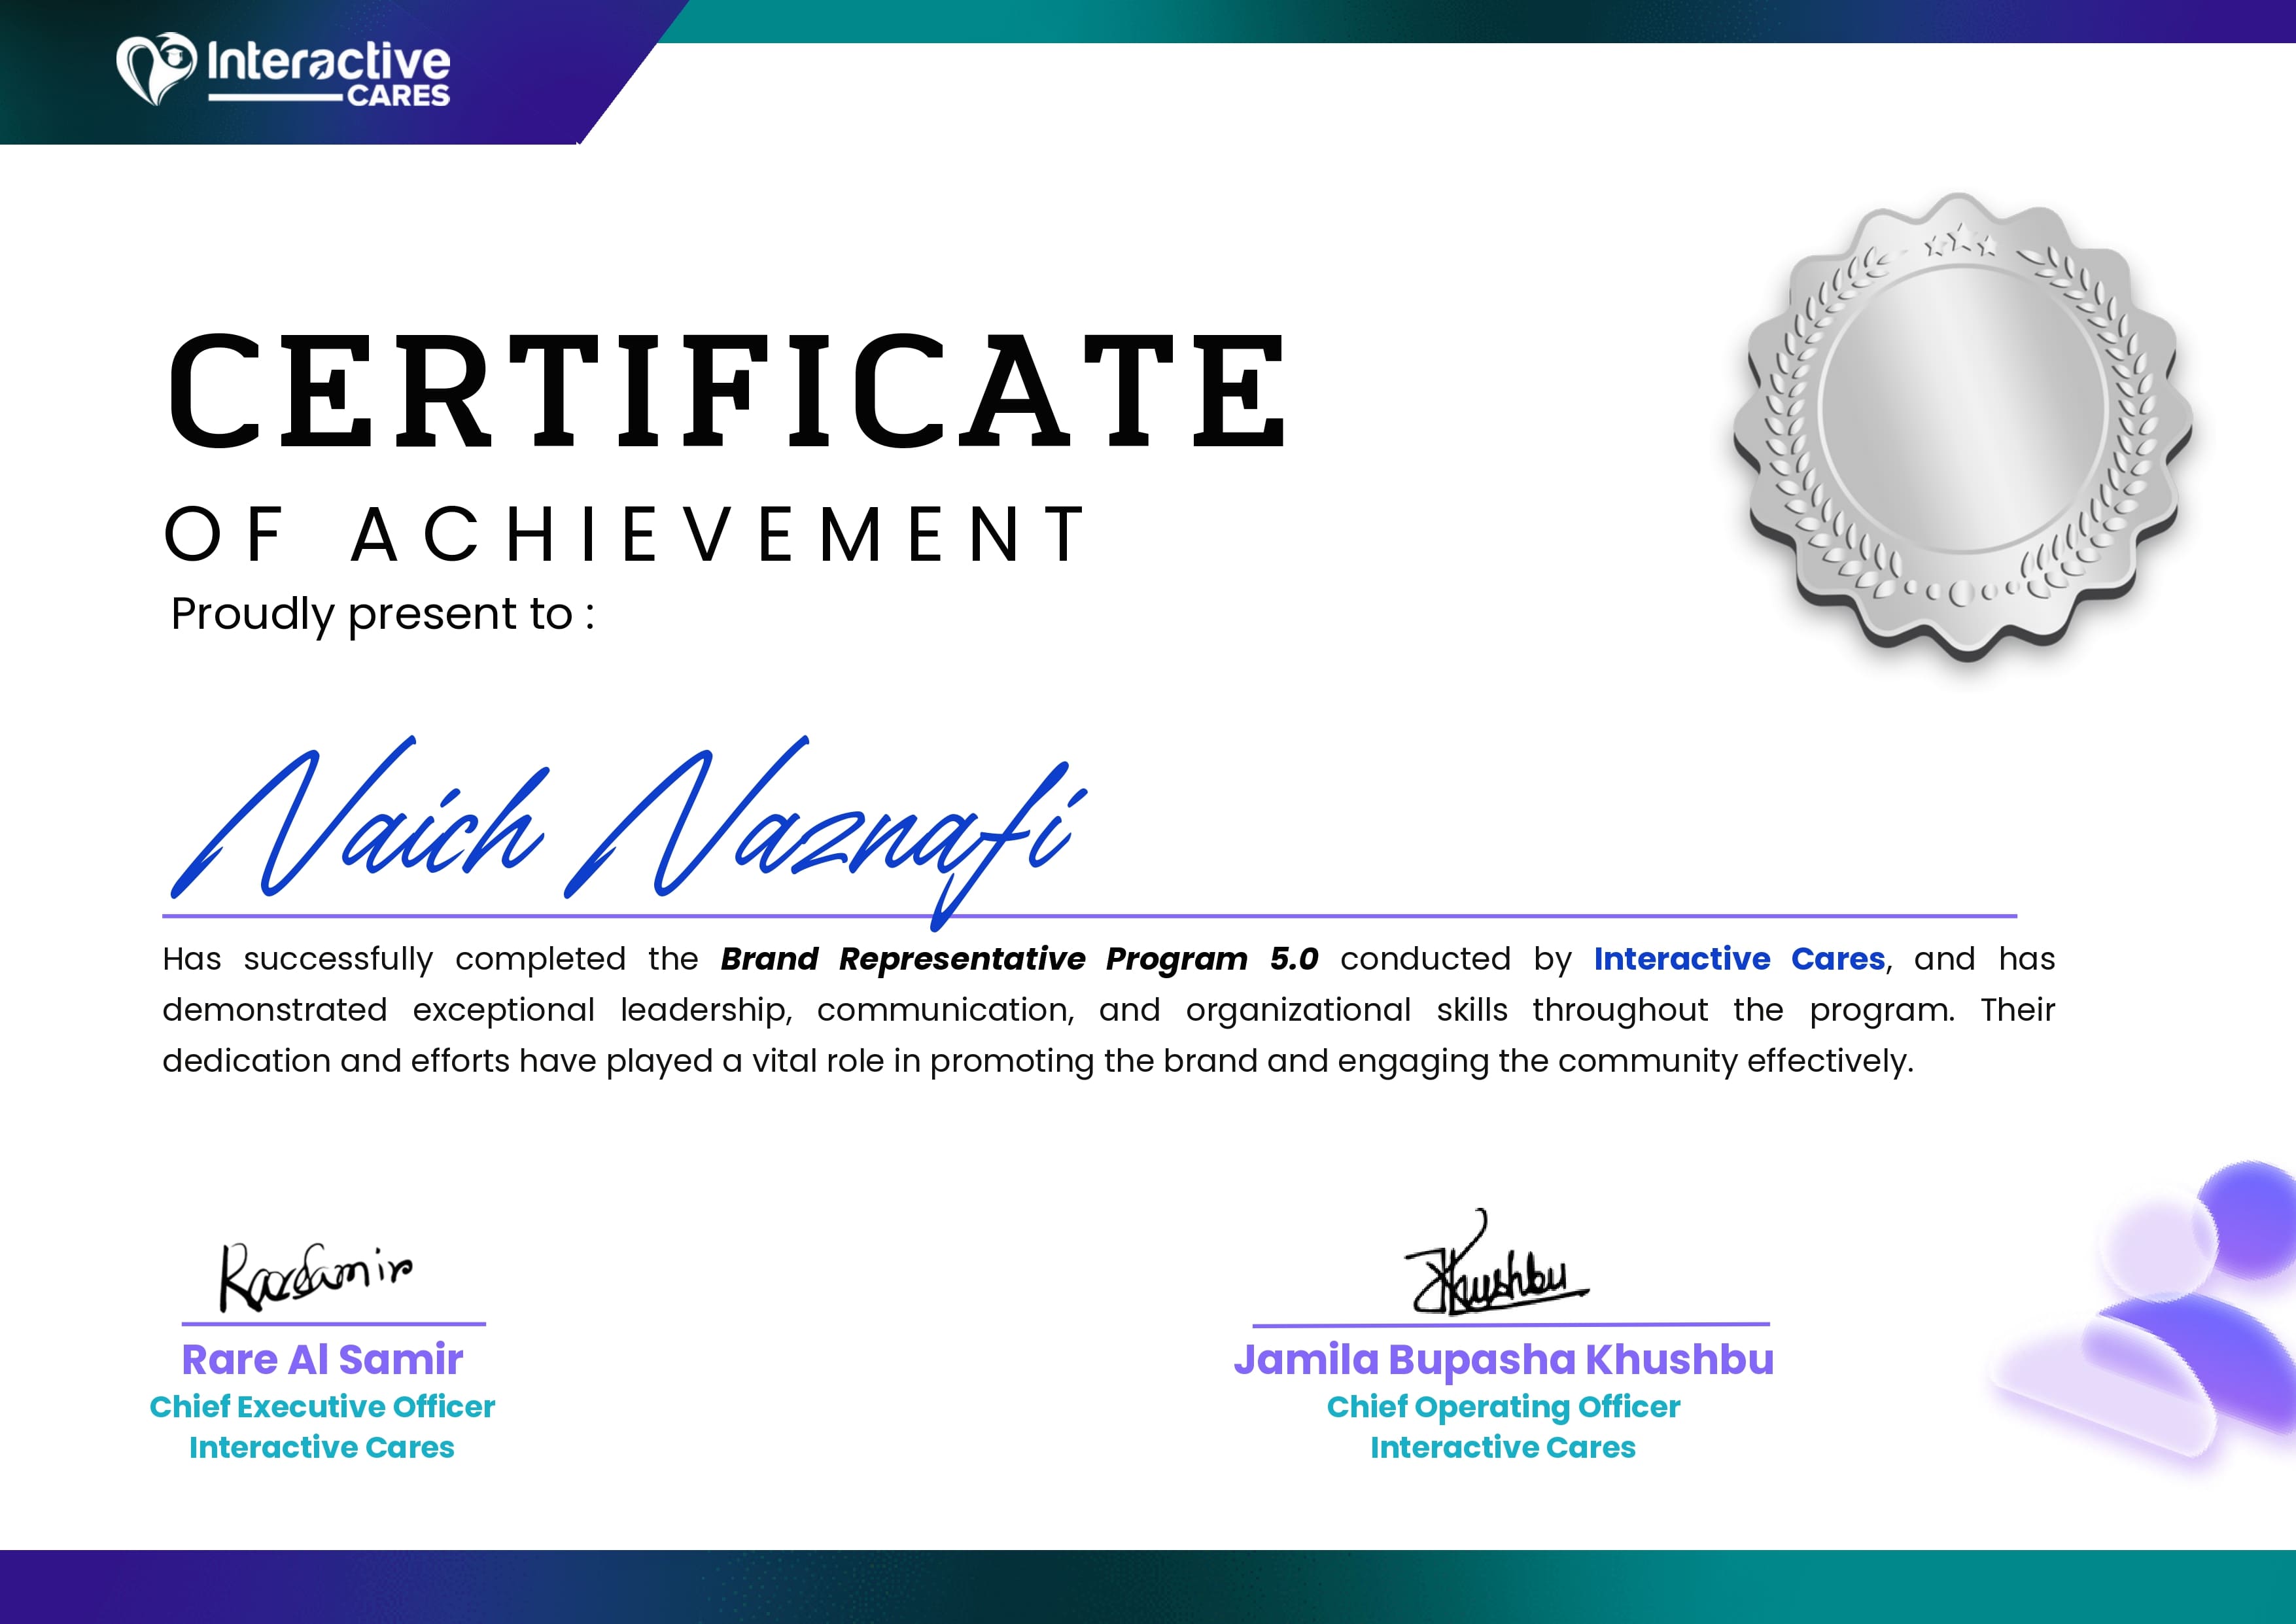 Interactive
CARES
CERTIFICATE
OF ACHIEVEMENT
Proudly present to :
Naich Naznafi
Has successfully completed the Brand Representative Program 5.0 conducted by Interactive Cares, and has
demonstrated exceptional leadership, communication, and organizational skills throughout the program. Their
dedication and efforts have played a vital role in promoting the brand and engaging the community effectively.
RareSamir
JKhushbu
Rare Al Samir
Jamila Bupasha Khushbu
Chief Executive Officer
Chief Operating Officer
Interactive Cares
Interactive Cares